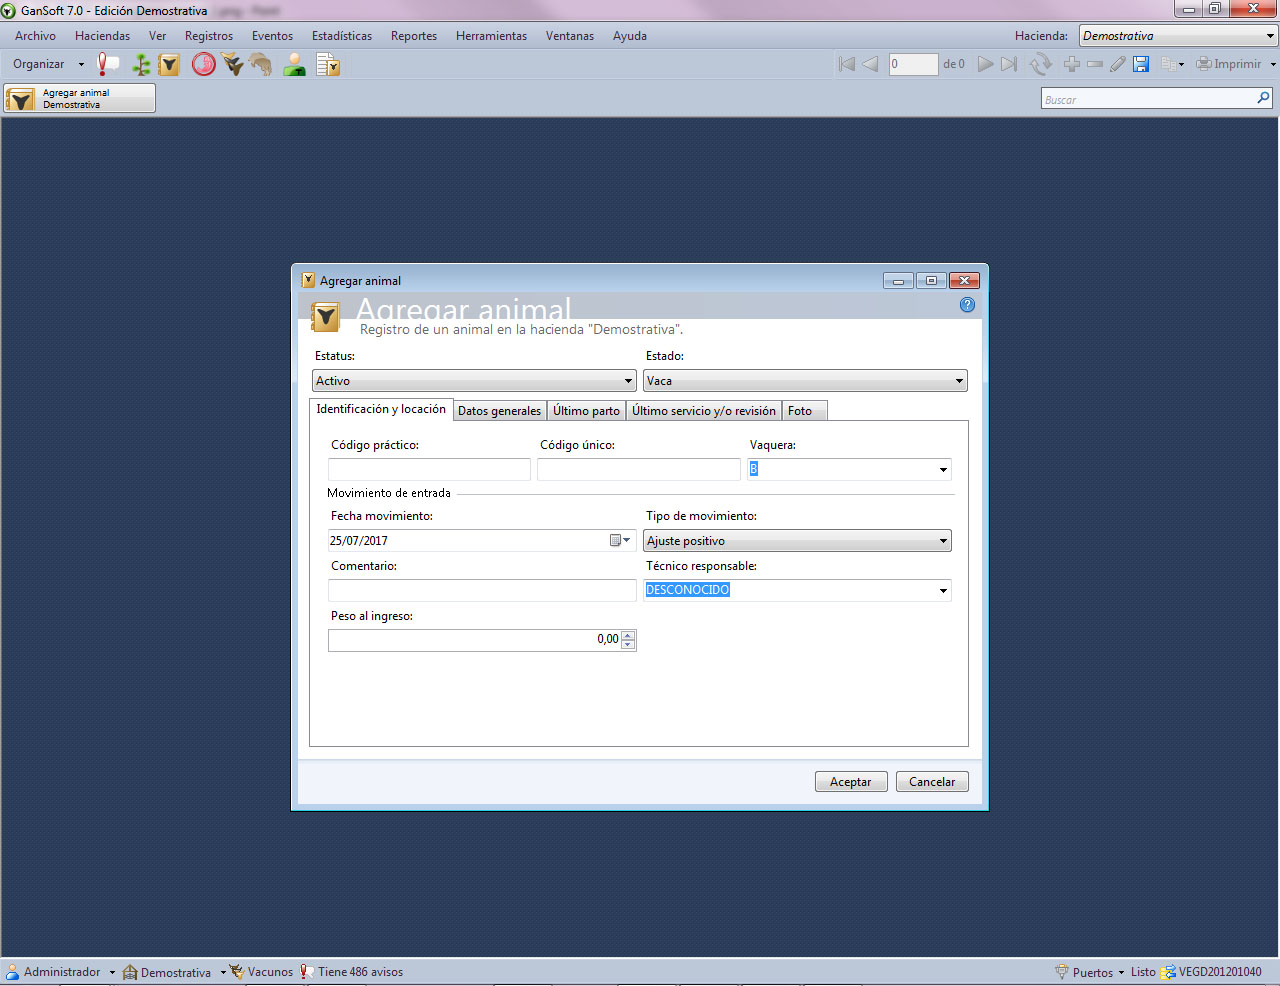 GanSoft 7.0 - Edición Demostrativa
Archivo Haciendas Ver Registros Eventos Estadísticas Reportes Herramientas Ventanas Ayuda Hacienda: Demostrativa
Organizar 0 de 0 Imprimir
Agregar animal
Demostrativa
Buscar
Agregar animal
Agregar animal
Registro de un animal en la hacienda "Demostrativa".
Estatus: Estado:
Activo Vaca
Identificación y locación Datos generales Último parto Último servicio y/o revisión Foto
Código práctico: Código único: Vaquera:
B
Movimiento de entrada
Fecha movimiento: Tipo de movimiento:
25/07/2017 Ajuste positivo
Comentario: Técnico responsable:
DESCONOCIDO
Peso al ingreso:
0,00
Aceptar Cancelar
Administrador Demostrativa Vacunos Tiene 486 avisos Puertos Listo VEGD201201040